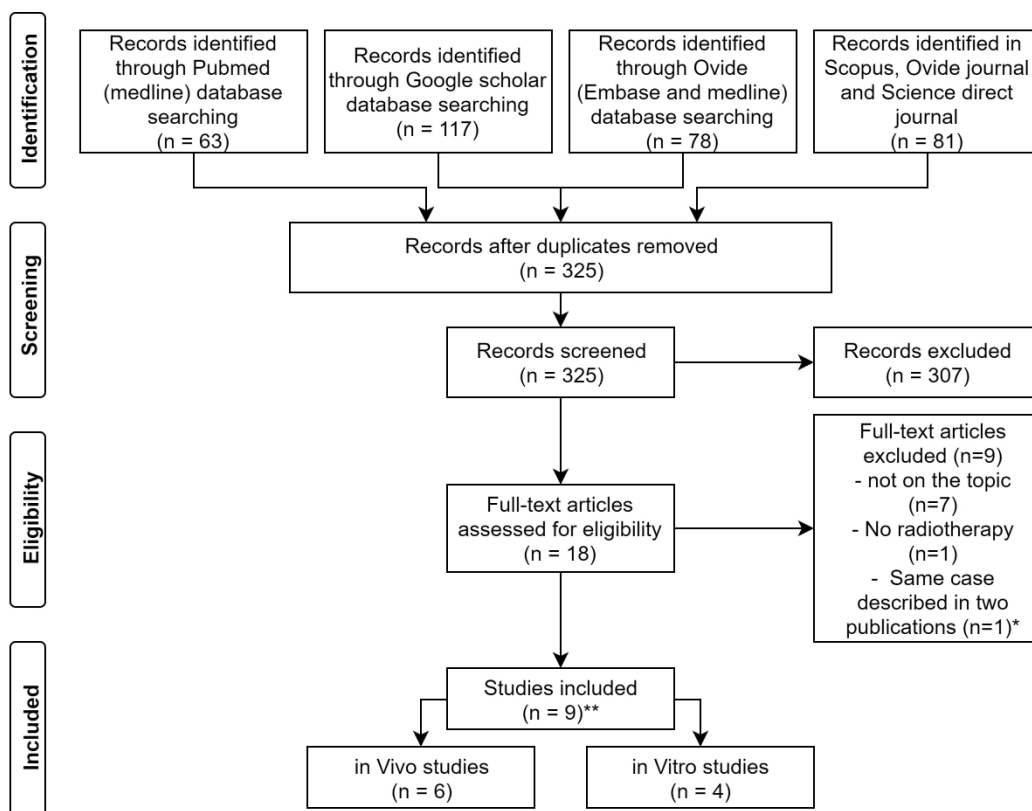 Identification
Records identified
through Pubmed
(medline) database
searching
(n = 63)
Records identified
through Google scholar
database searching
(n = 117)
Records identified
through Ovide
(Embase and medline)
database searching
(n = 78)
Records identified in
Scopus, Ovide journal
and Science direct
journal
(n = 81)
Screening
Records after duplicates removed
(n = 325)
Records screened
(n = 325)
Records excluded
(n = 307)
Eligibility
Full-text articles
assessed for eligibility
(n = 18)
Full-text articles
excluded (n=9)
- not on the topic
(n=7)
- No radiotherapy
(n=1)
- Same case
described in two
publications (n=1)*
Included
Studies included
(n = 9)**
in Vivo studies
(n = 6)
in Vitro studies
(n = 4)